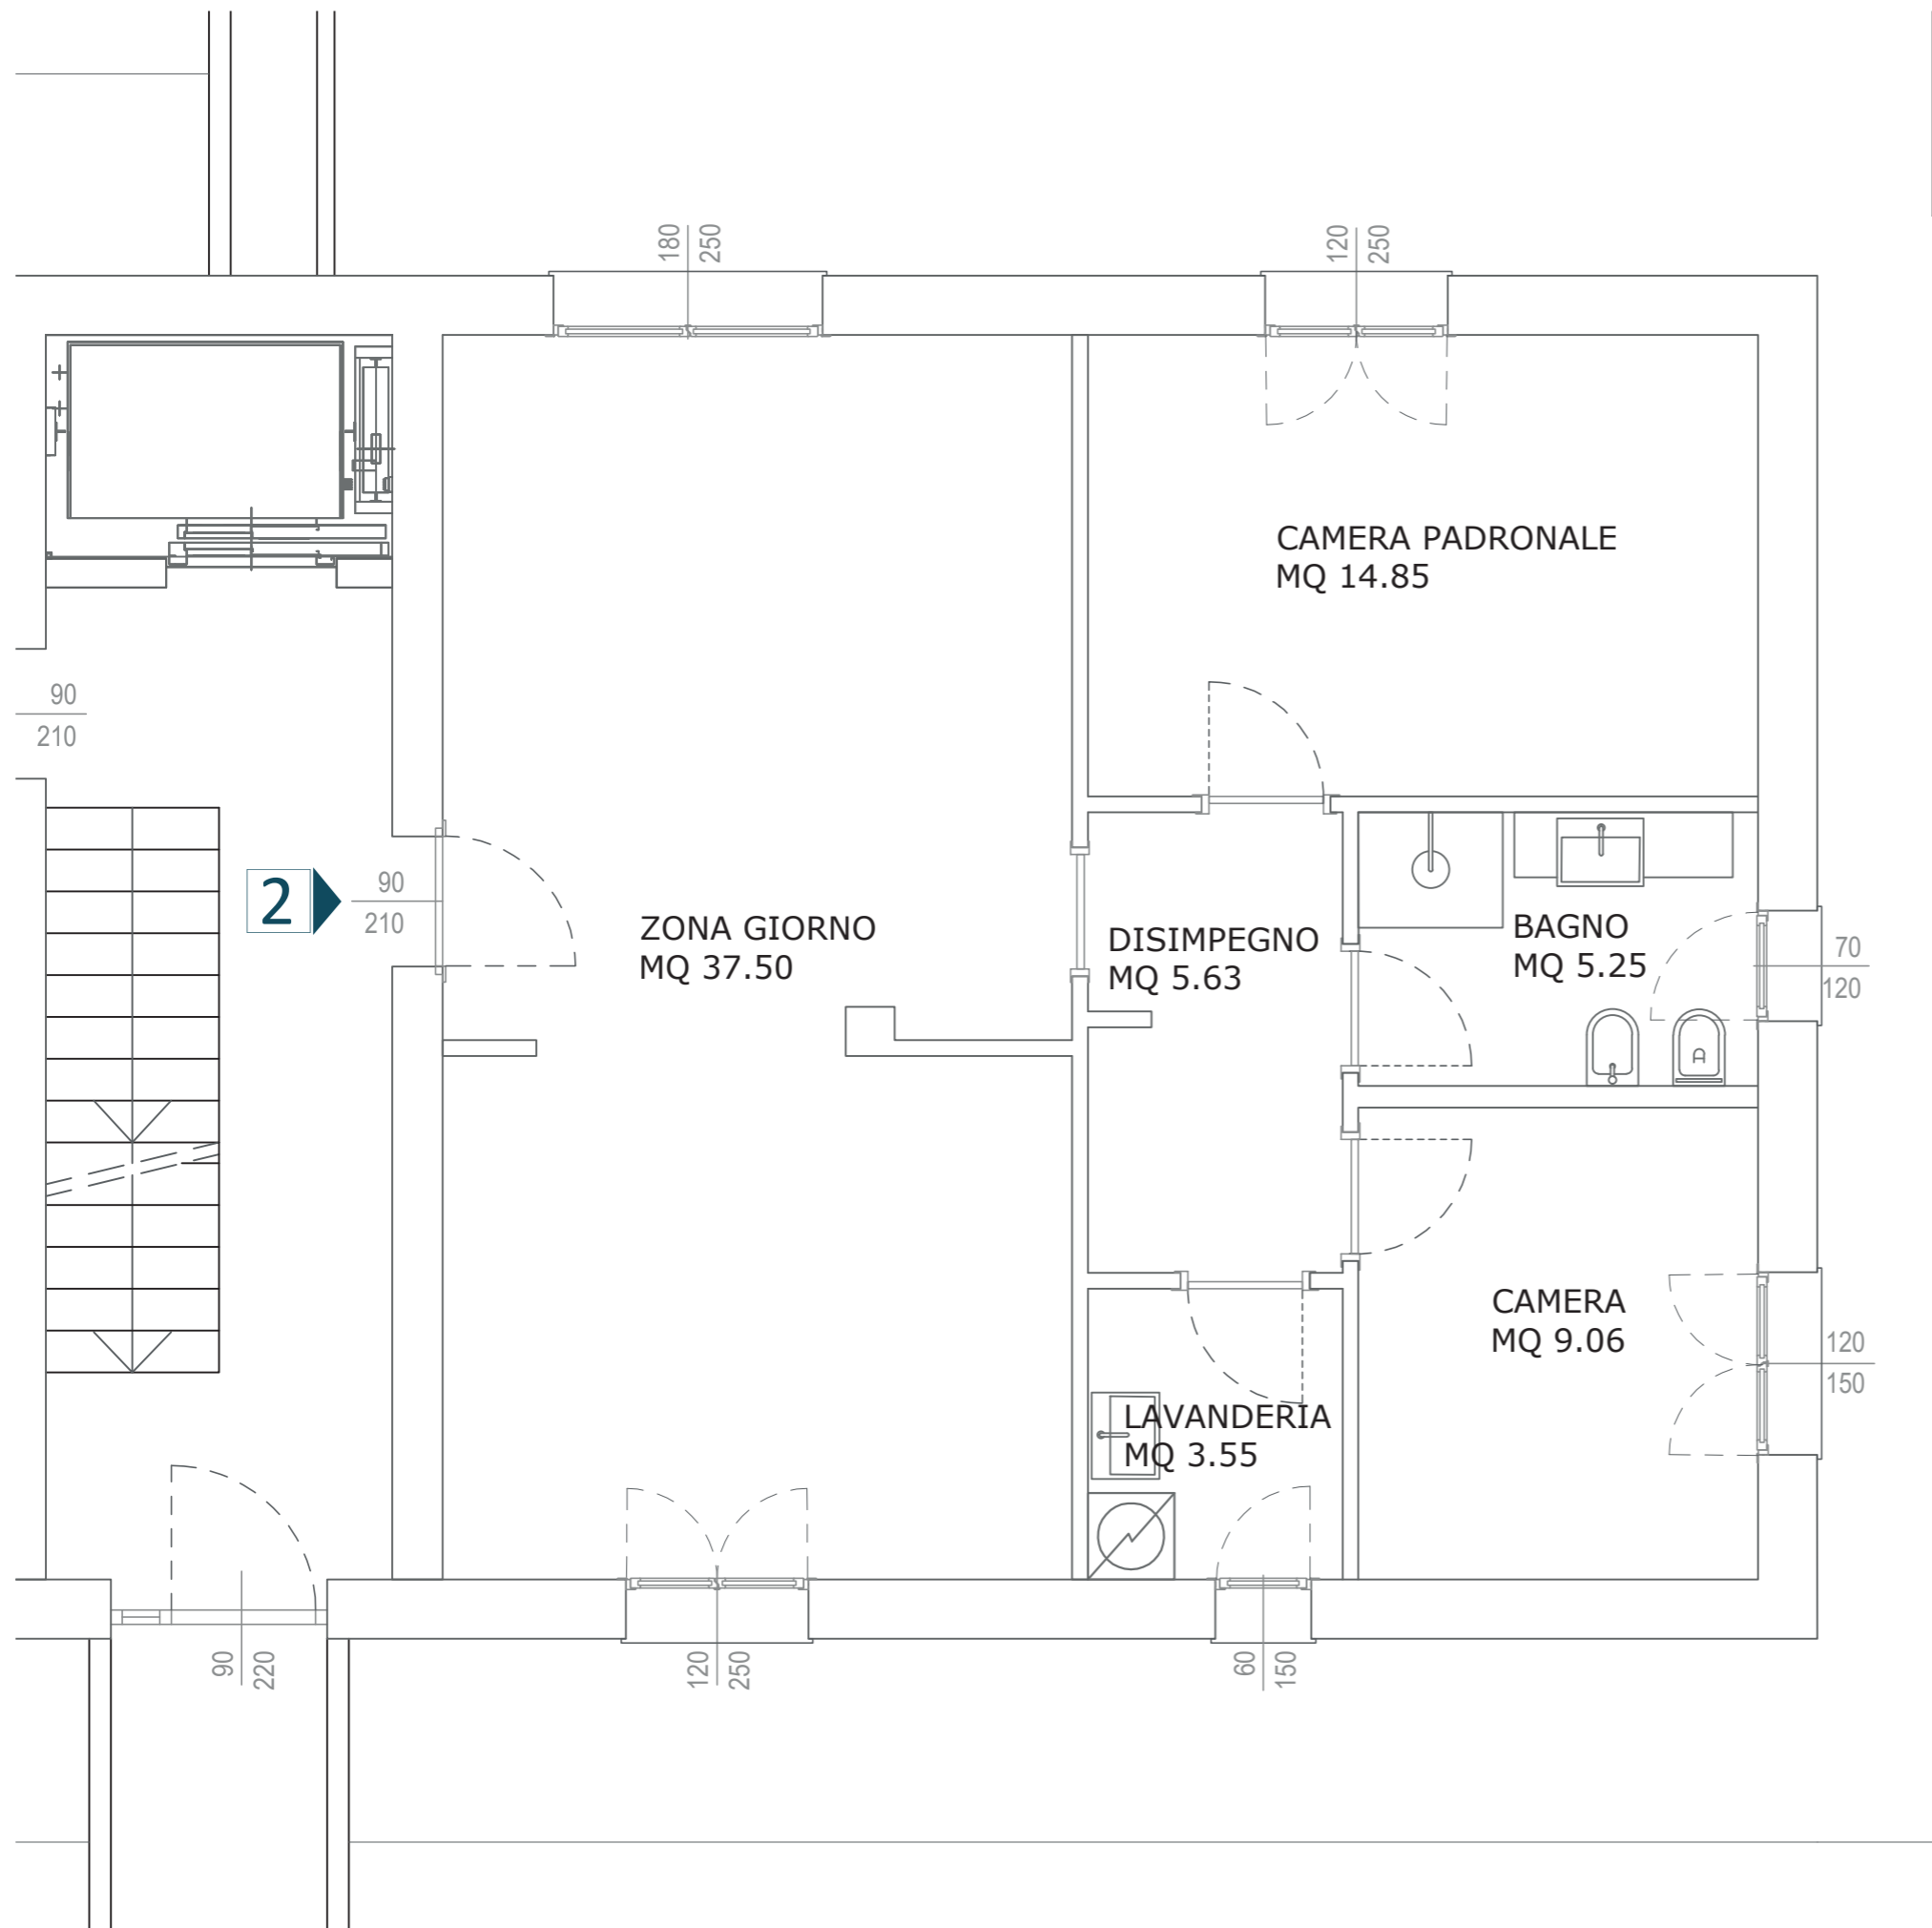 180
250
120
250
CAMERA PADRONALE
MQ 14.85
90
210
2
90
210
ZONA GIORNO
MQ 37.50
DISIMPEGNO
MQ 5.63
BAGNO
MQ 5.25
70
120
CAMERA
MQ 9.06
120
150
LAVANDERIA
MQ 3.55
90
220
120
250
60
150